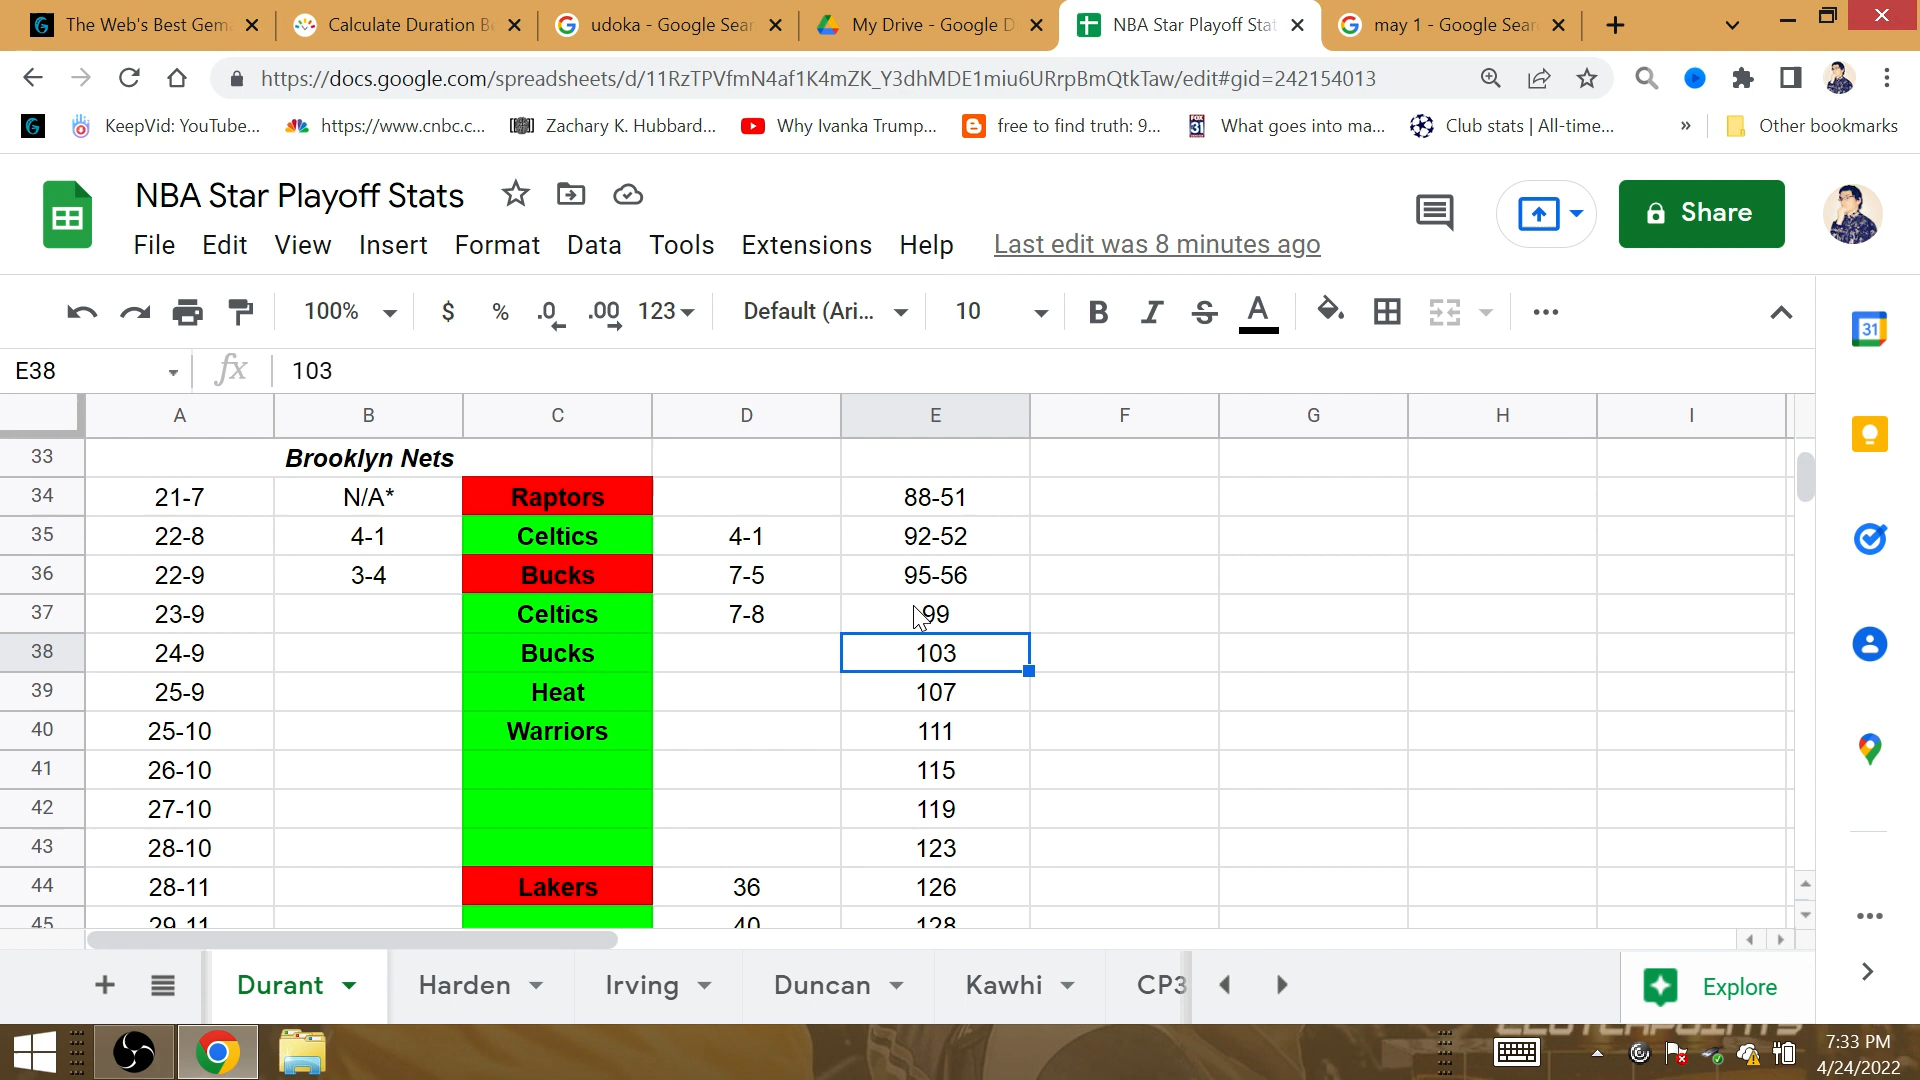 The Web's Best Gem
Calculate Duration B
udoka - Google Sear
My Drive - Google D
NBA Star Playoff Stat
may 1 - Google Sear
https://docs.google.com/spreadsheets/d/11RzTPVfmN4af1K4mZK_Y3dhMDE1miu6URrpBmQtkTaw/edit#gid=242154013
KeepVid: YouTube...
https://www.cnbc.c...
Zachary K. Hubbard...
Why Ivanka Trump...
free to find truth: 9...
What goes into ma...
Club stats | All-time...
»
Other bookmarks
NBA Star Playoff Stats
Share
File Edit View Insert Format Data Tools Extensions Help Last edit was 8 minutes ago
100% $ % .0 .00 123 Default (Ari... 10 B I S A
31
E38 fx 103
A B C D E F G H I
33 Brooklyn Nets
34 21-7 N/A* Raptors 88-51
35 22-8 4-1 Celtics 4-1 92-52
36 22-9 3-4 Bucks 7-5 95-56
37 23-9 Celtics 7-8 99
38 24-9 Bucks 103
39 25-9 Heat 107
40 25-10 Warriors 111
41 26-10 115
42 27-10 119
43 28-10 123
44 28-11 Lakers 36 126
45 29-11 40 128
Durant Harden Irving Duncan Kawhi CP3
Explore
7:33 PM
4/24/2022